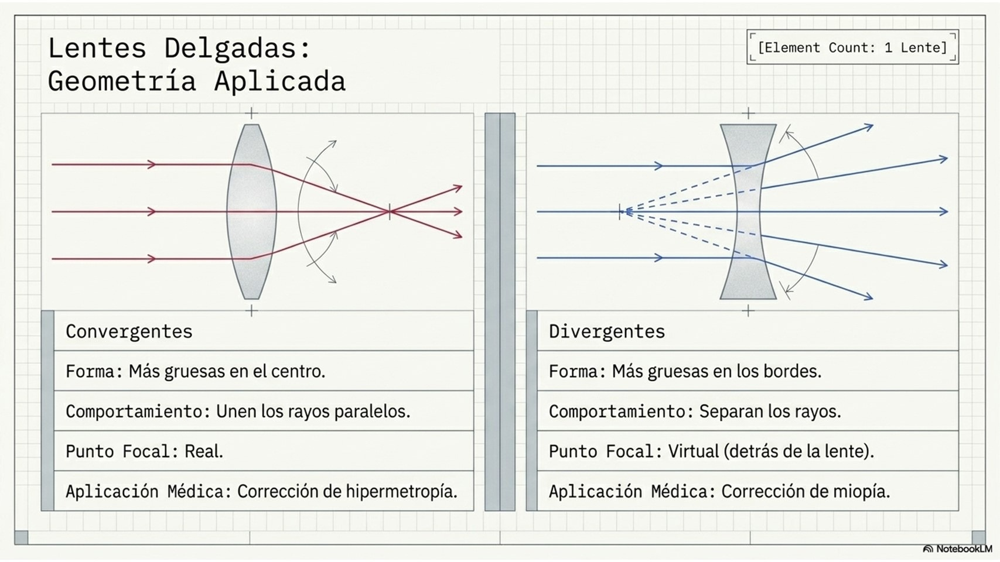 Lentes Delgadas:
Geometría Aplicada
[Element Count: 1 Lente]
Convergentes
Forma: Más gruesas en el centro.
Comportamiento: Unen los rayos paralelos.
Punto Focal: Real.
Aplicación Médica: Corrección de hipermetropía.
Divergentes
Forma: Más gruesas en los bordes.
Comportamiento: Separan los rayos.
Punto Focal: Virtual (detrás de la lente).
Aplicación Médica: Corrección de miopía.
NotebookLM